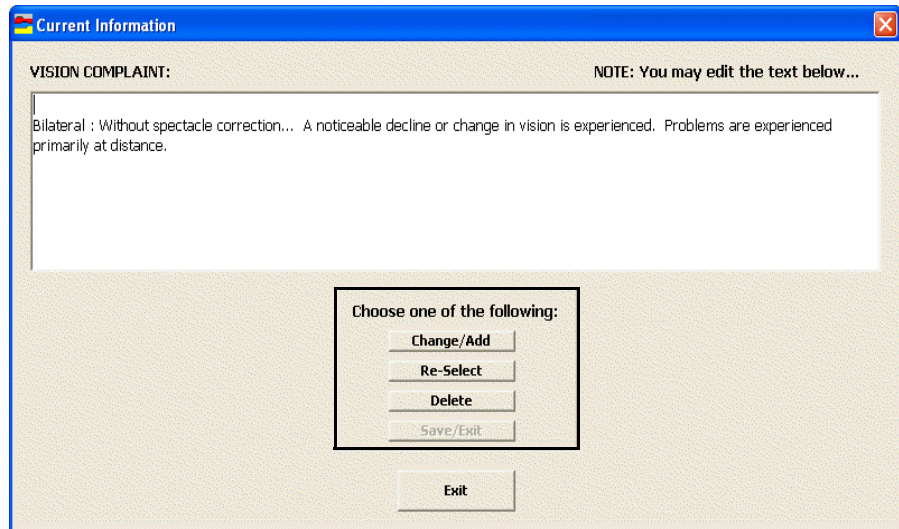 Current Information
VISION COMPLAINT: NOTE: You may edit the text below...
Bilateral : Without spectacle correction... A noticeable decline or change in vision is experienced. Problems are experienced
primarily at distance.
Choose one of the following:
Change/Add
Re-Select
Delete
Save/Exit
Exit